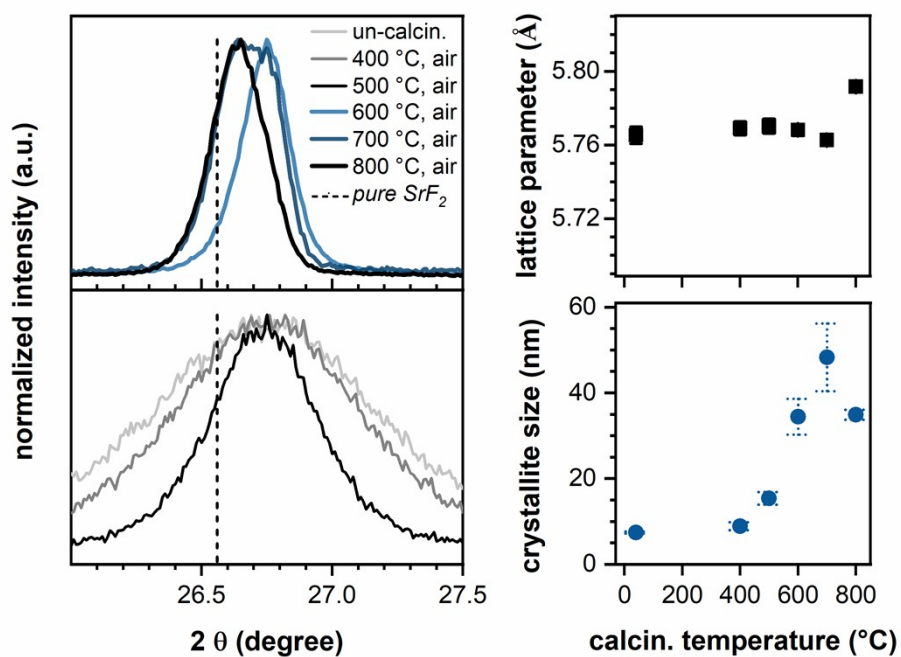 normalized intensity (a.u.)
un-calcin.
400 °C, air
500 °C, air
600 °C, air
700 °C, air
800 °C, air
pure SrF₂
26.5 27.0 27.5
2 θ (degree)
lattice parameter (Å)
5.80
5.76
5.72
crystallite size (nm)
60
40
20
0
0 200 400 600 800
calcin. temperature (°C)